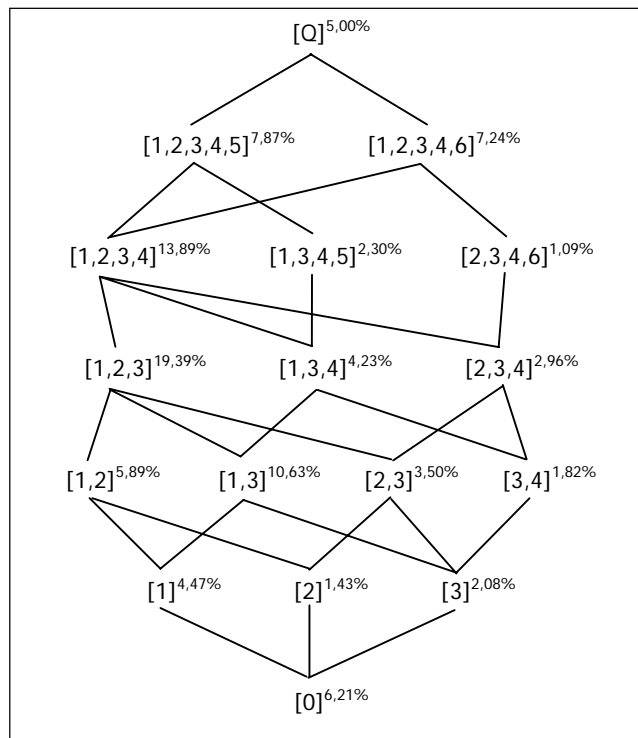 [Q]5,00%
[1,2,3,4,5]7,87% [1,2,3,4,6]7,24%
[1,2,3,4]13,89% [1,3,4,5]2,30% [2,3,4,6]1,09%
[1,2,3]19,39% [1,3,4]4,23% [2,3,4]2,96%
[1,2]5,89% [1,3]10,63% [2,3]3,50% [3,4]1,82%
[1]4,47% [2]1,43% [3]2,08%
[0]6,21%